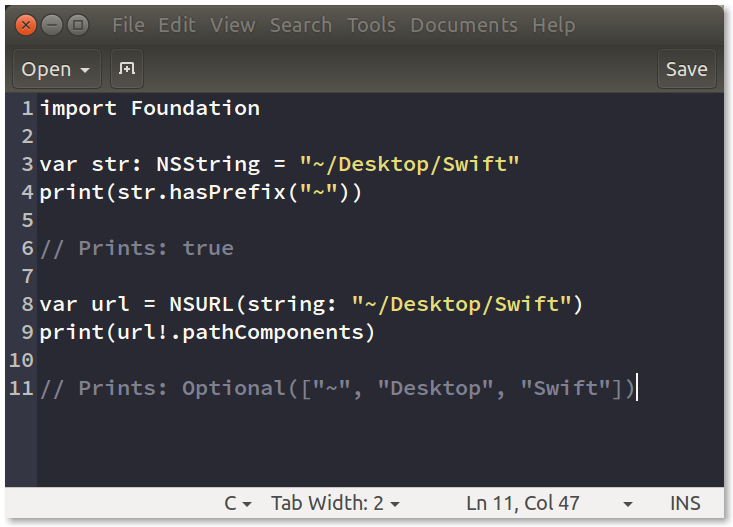 File Edit View Search Tools Documents Help
Open Save
1 import Foundation
2
3 var str: NSString = "~/Desktop/Swift"
4 print(str.hasPrefix("~"))
5
6 // Prints: true
7
8 var url = NSURL(string: "~/Desktop/Swift")
9 print(url!.pathComponents)
10
11 // Prints: Optional(["~", "Desktop", "Swift"])
C Tab Width: 2 Ln 11, Col 47 INS